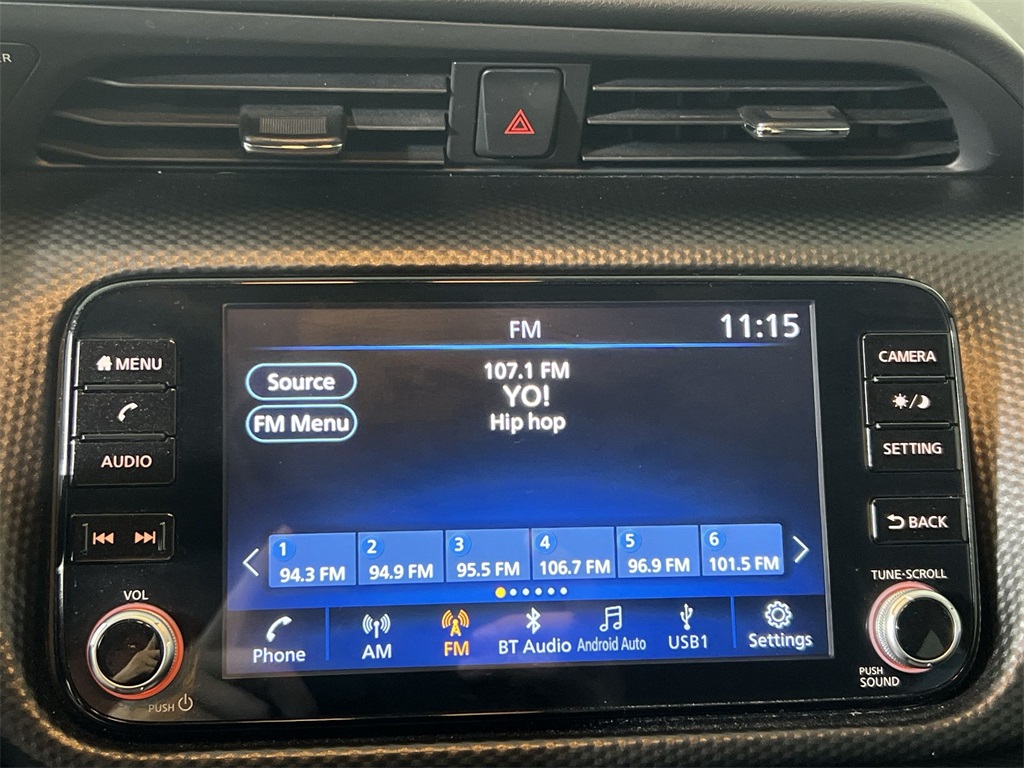 R
FM
11:15
MENU
Source
107.1 FM
YO!
Hip hop
FM Menu
AUDIO
CAMERA
SETTING
BACK
1 2 3 4 5 6
94.3 FM 94.9 FM 95.5 FM 106.7 FM 96.9 FM 101.5 FM
Phone AM FM BT Audio Android Auto USB1 Settings
VOL
PUSH
TUNE·SCROLL
PUSH
SOUND